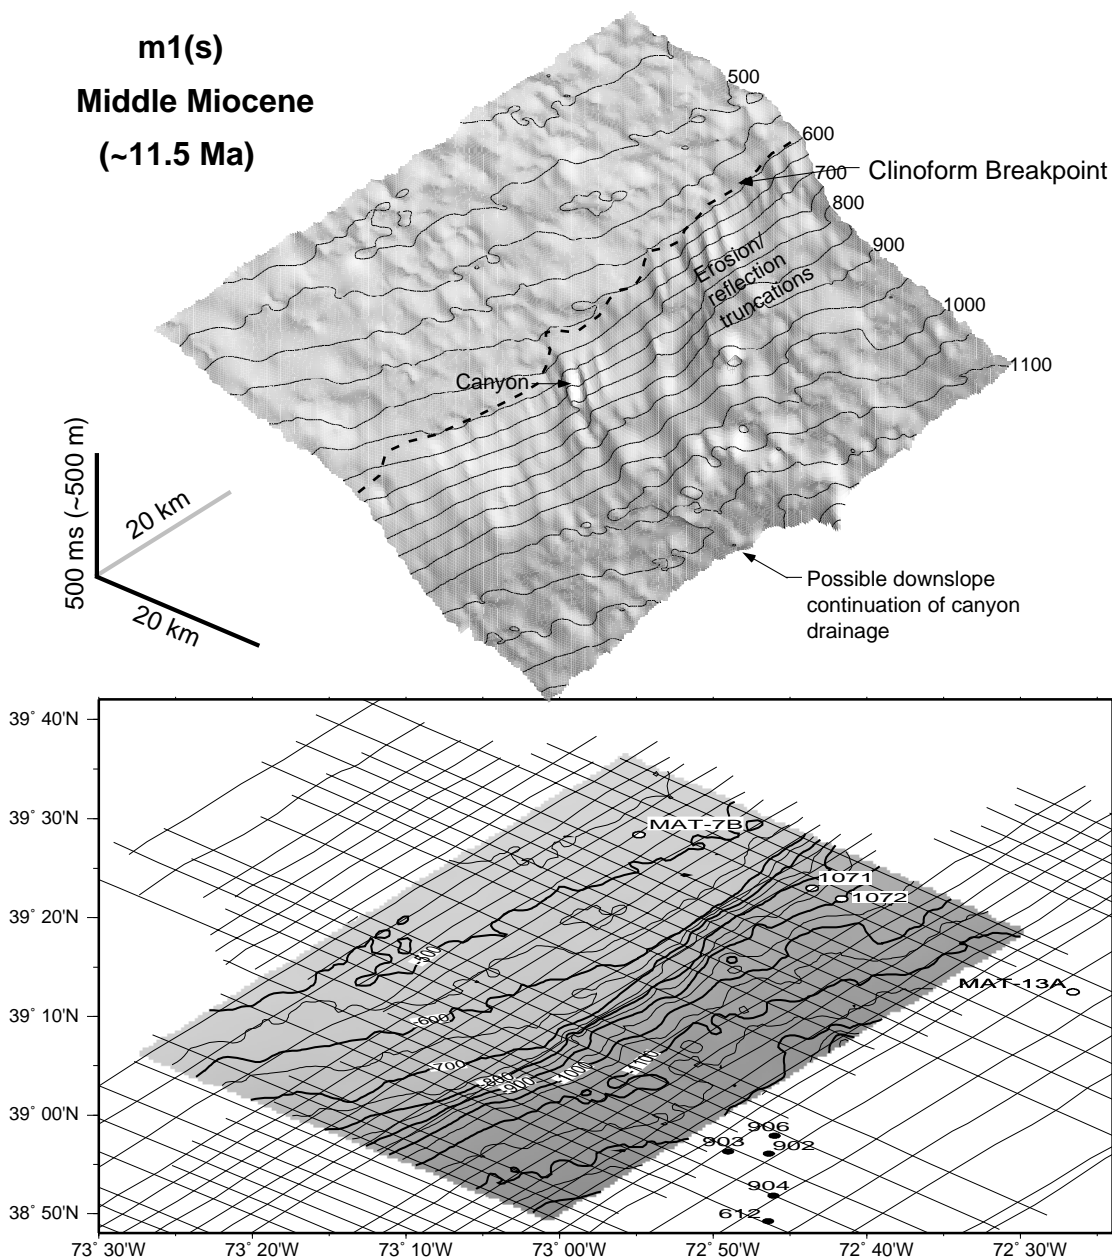 m1(s)
Middle Miocene
(~11.5 Ma)
500
600
700
Clinoform Breakpoint
800
900
1000
1100
Erosion/
reflection
truncations
Canyon
500 ms (~500 m)
20 km
20 km
Possible downslope
continuation of canyon
drainage
39° 40'N
39° 30'N
39° 20'N
39° 10'N
39° 00'N
38° 50'N
MAT-7B
1071
1072
MAT-13A
-500
-600
-700
-800
-900
-1000
-1100
906
903
902
904
612
73° 30'W
73° 20'W
73° 10'W
73° 00'W
72° 50'W
72° 40'W
72° 30'W